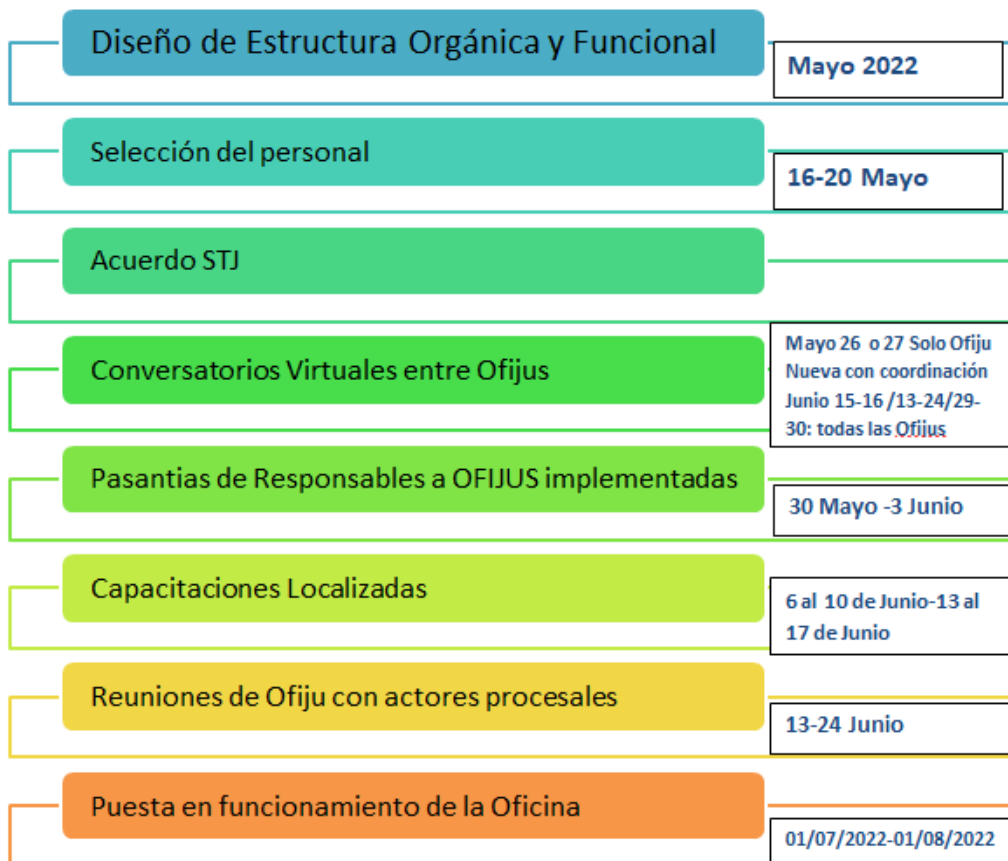 Diseño de Estructura Orgánica y Funcional
Mayo 2022
Selección del personal
16-20 Mayo
Acuerdo STJ
Conversatorios Virtuales entre Ofijus
Mayo 26 o 27 Solo Ofiju
Nueva con coordinación
Junio 15-16 /13-24/29-
30: todas las Ofijus
Pasantias de Responsables a OFIJUS implementadas
30 Mayo -3 Junio
Capacitaciones Localizadas
6 al 10 de Junio-13 al
17 de Junio
Reuniones de Ofiju con actores procesales
13-24 Junio
Puesta en funcionamiento de la Oficina
01/07/2022-01/08/2022